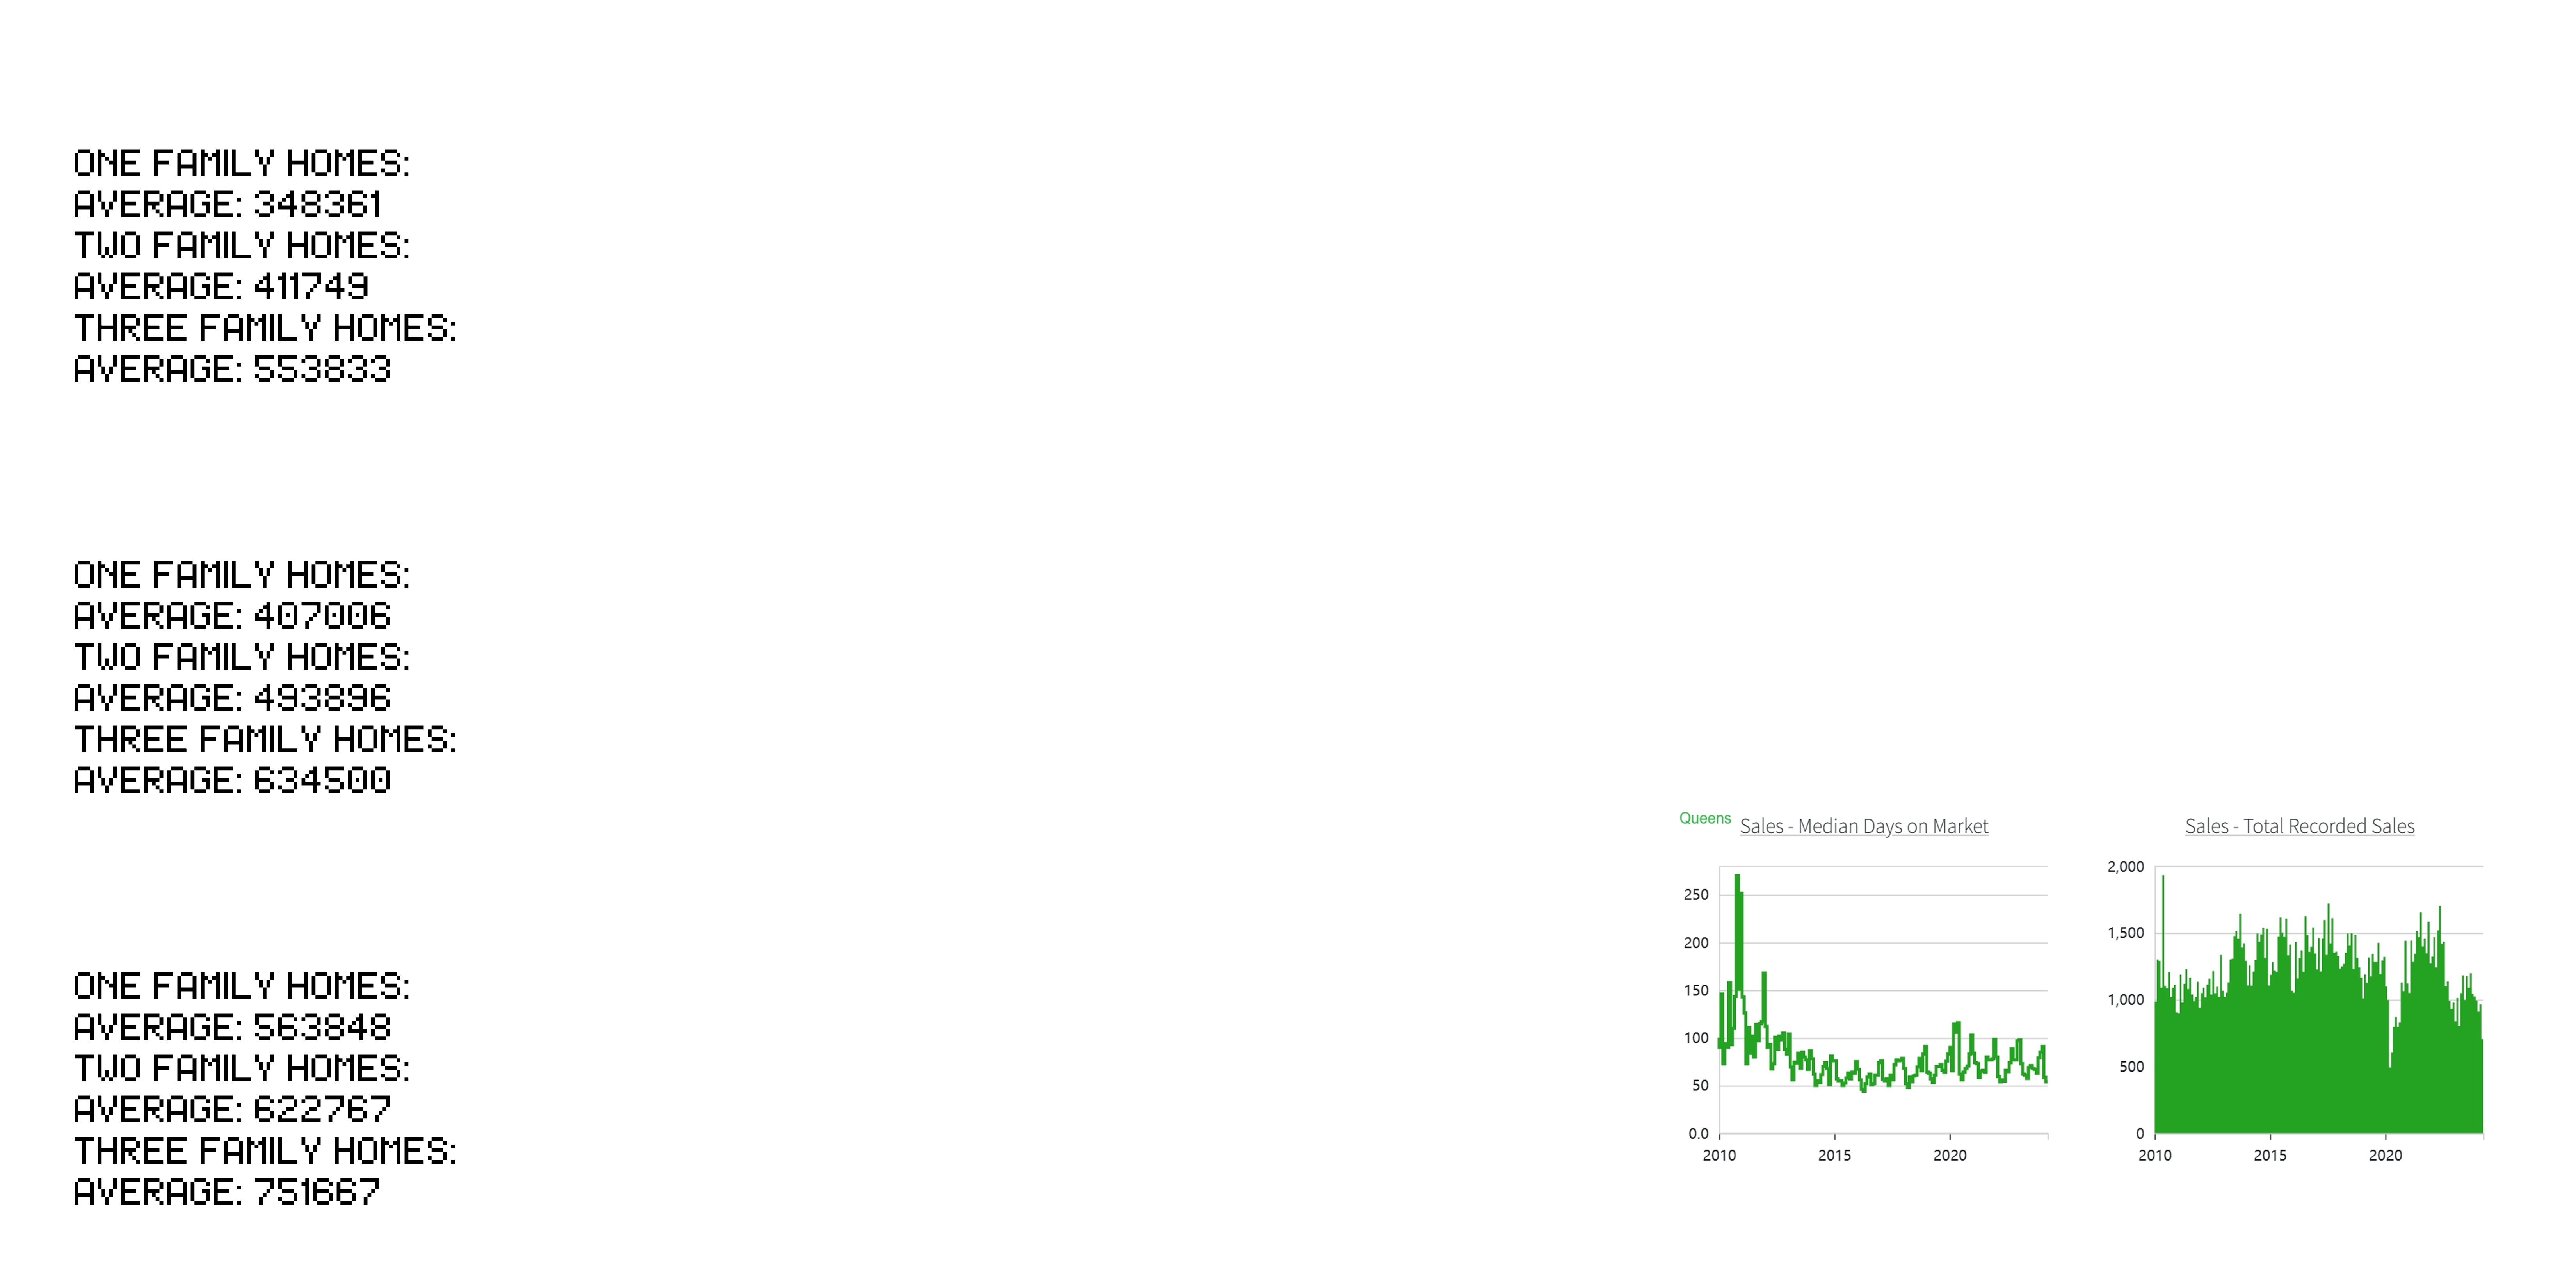 ONE FAMILY HOMES:
AVERAGE: 348361
TWO FAMILY HOMES:
AVERAGE: 411749
THREE FAMILY HOMES:
AVERAGE: 553833
ONE FAMILY HOMES:
AVERAGE: 407006
TWO FAMILY HOMES:
AVERAGE: 493896
THREE FAMILY HOMES:
AVERAGE: 634500
ONE FAMILY HOMES:
AVERAGE: 563848
TWO FAMILY HOMES:
AVERAGE: 622767
THREE FAMILY HOMES:
AVERAGE: 751667
Queens
Sales - Median Days on Market
250
200
150
100
50
0.0
2010 2015 2020
Sales - Total Recorded Sales
2,000
1,500
1,000
500
0
2010 2015 2020